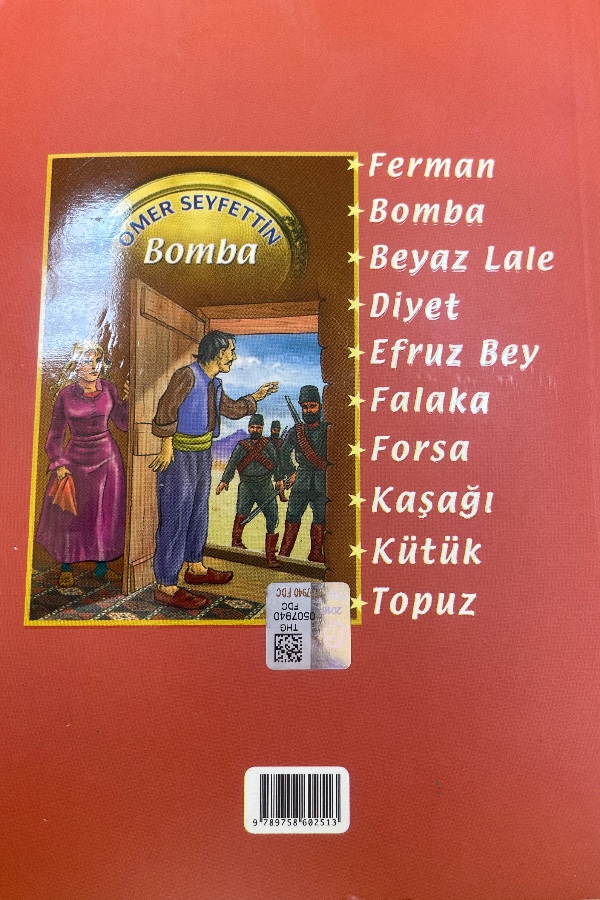 ÖMER SEYFETTİN
Bomba
Ferman
Bomba
Beyaz Lale
Diyet
Efruz Bey
Falaka
Forsa
Kaşağı
Kütük
Topuz
THG
0507940
FDC
9 789758 602513